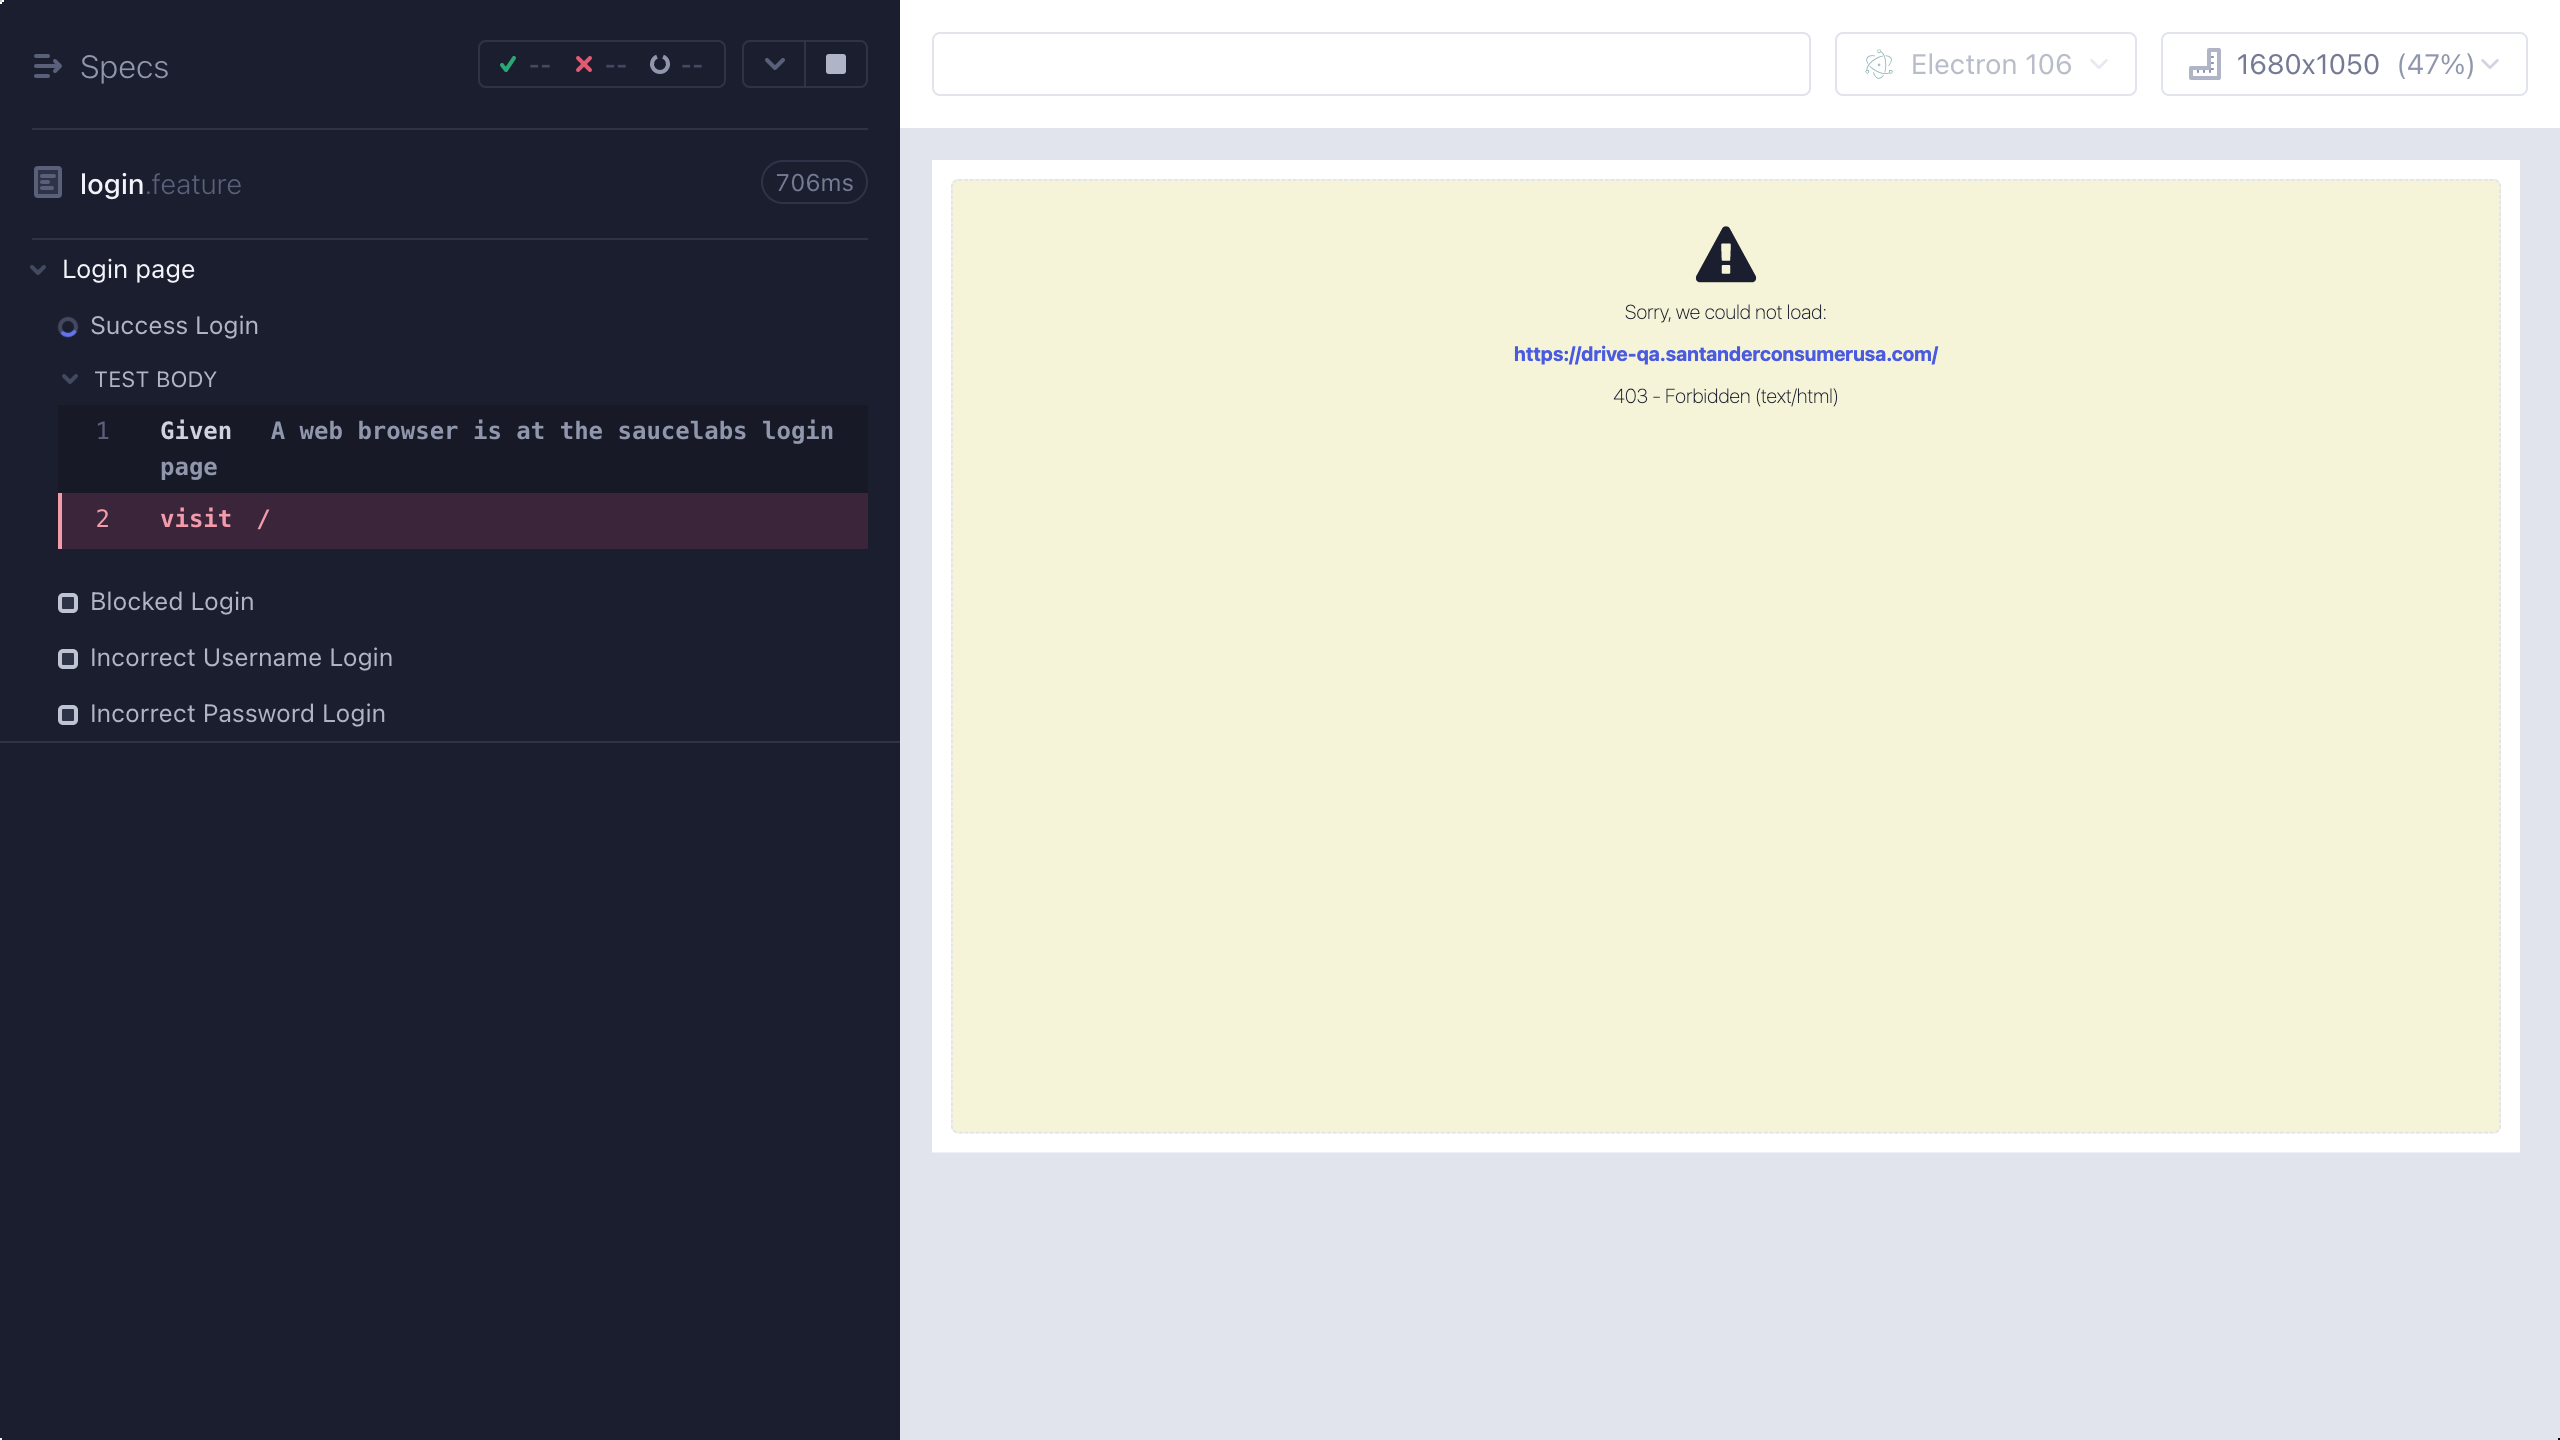 Specs
-- -- --
login.feature
706ms
Login page
Success Login
TEST BODY
1 Given A web browser is at the saucelabs login
page
2 visit /
Blocked Login
Incorrect Username Login
Incorrect Password Login
Electron 106
1680x1050 (47%)
Sorry, we could not load:
https://drive-qa.santanderconsumerusa.com/
403 - Forbidden (text/html)